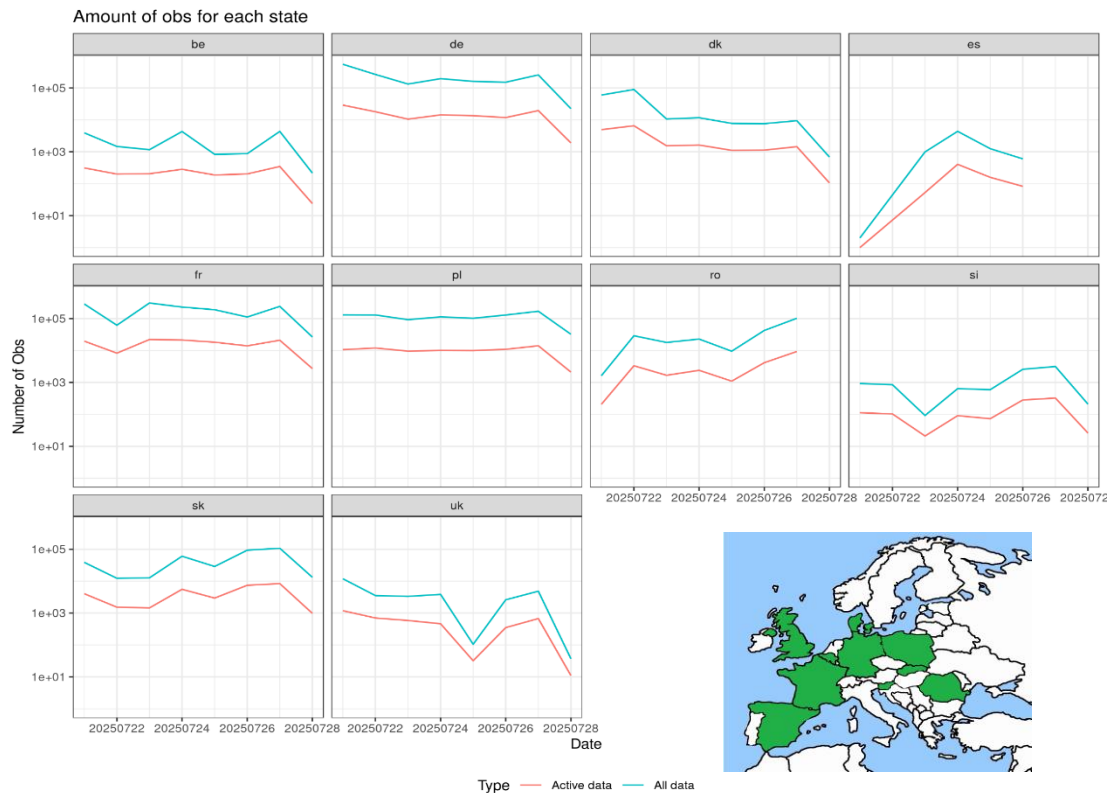 Amount of obs for each state
be de dk es
1e+05
1e+03
1e+01
fr pl ro si
1e+05
1e+03
1e+01
Number of Obs
20250722 20250724 20250726 20250728 20250722 20250724 20250726 2025072
sk uk
1e+05
1e+03
1e+01
20250722 20250724 20250726 20250728 20250722 20250724 20250726 20250728
Date
Type Active data All data